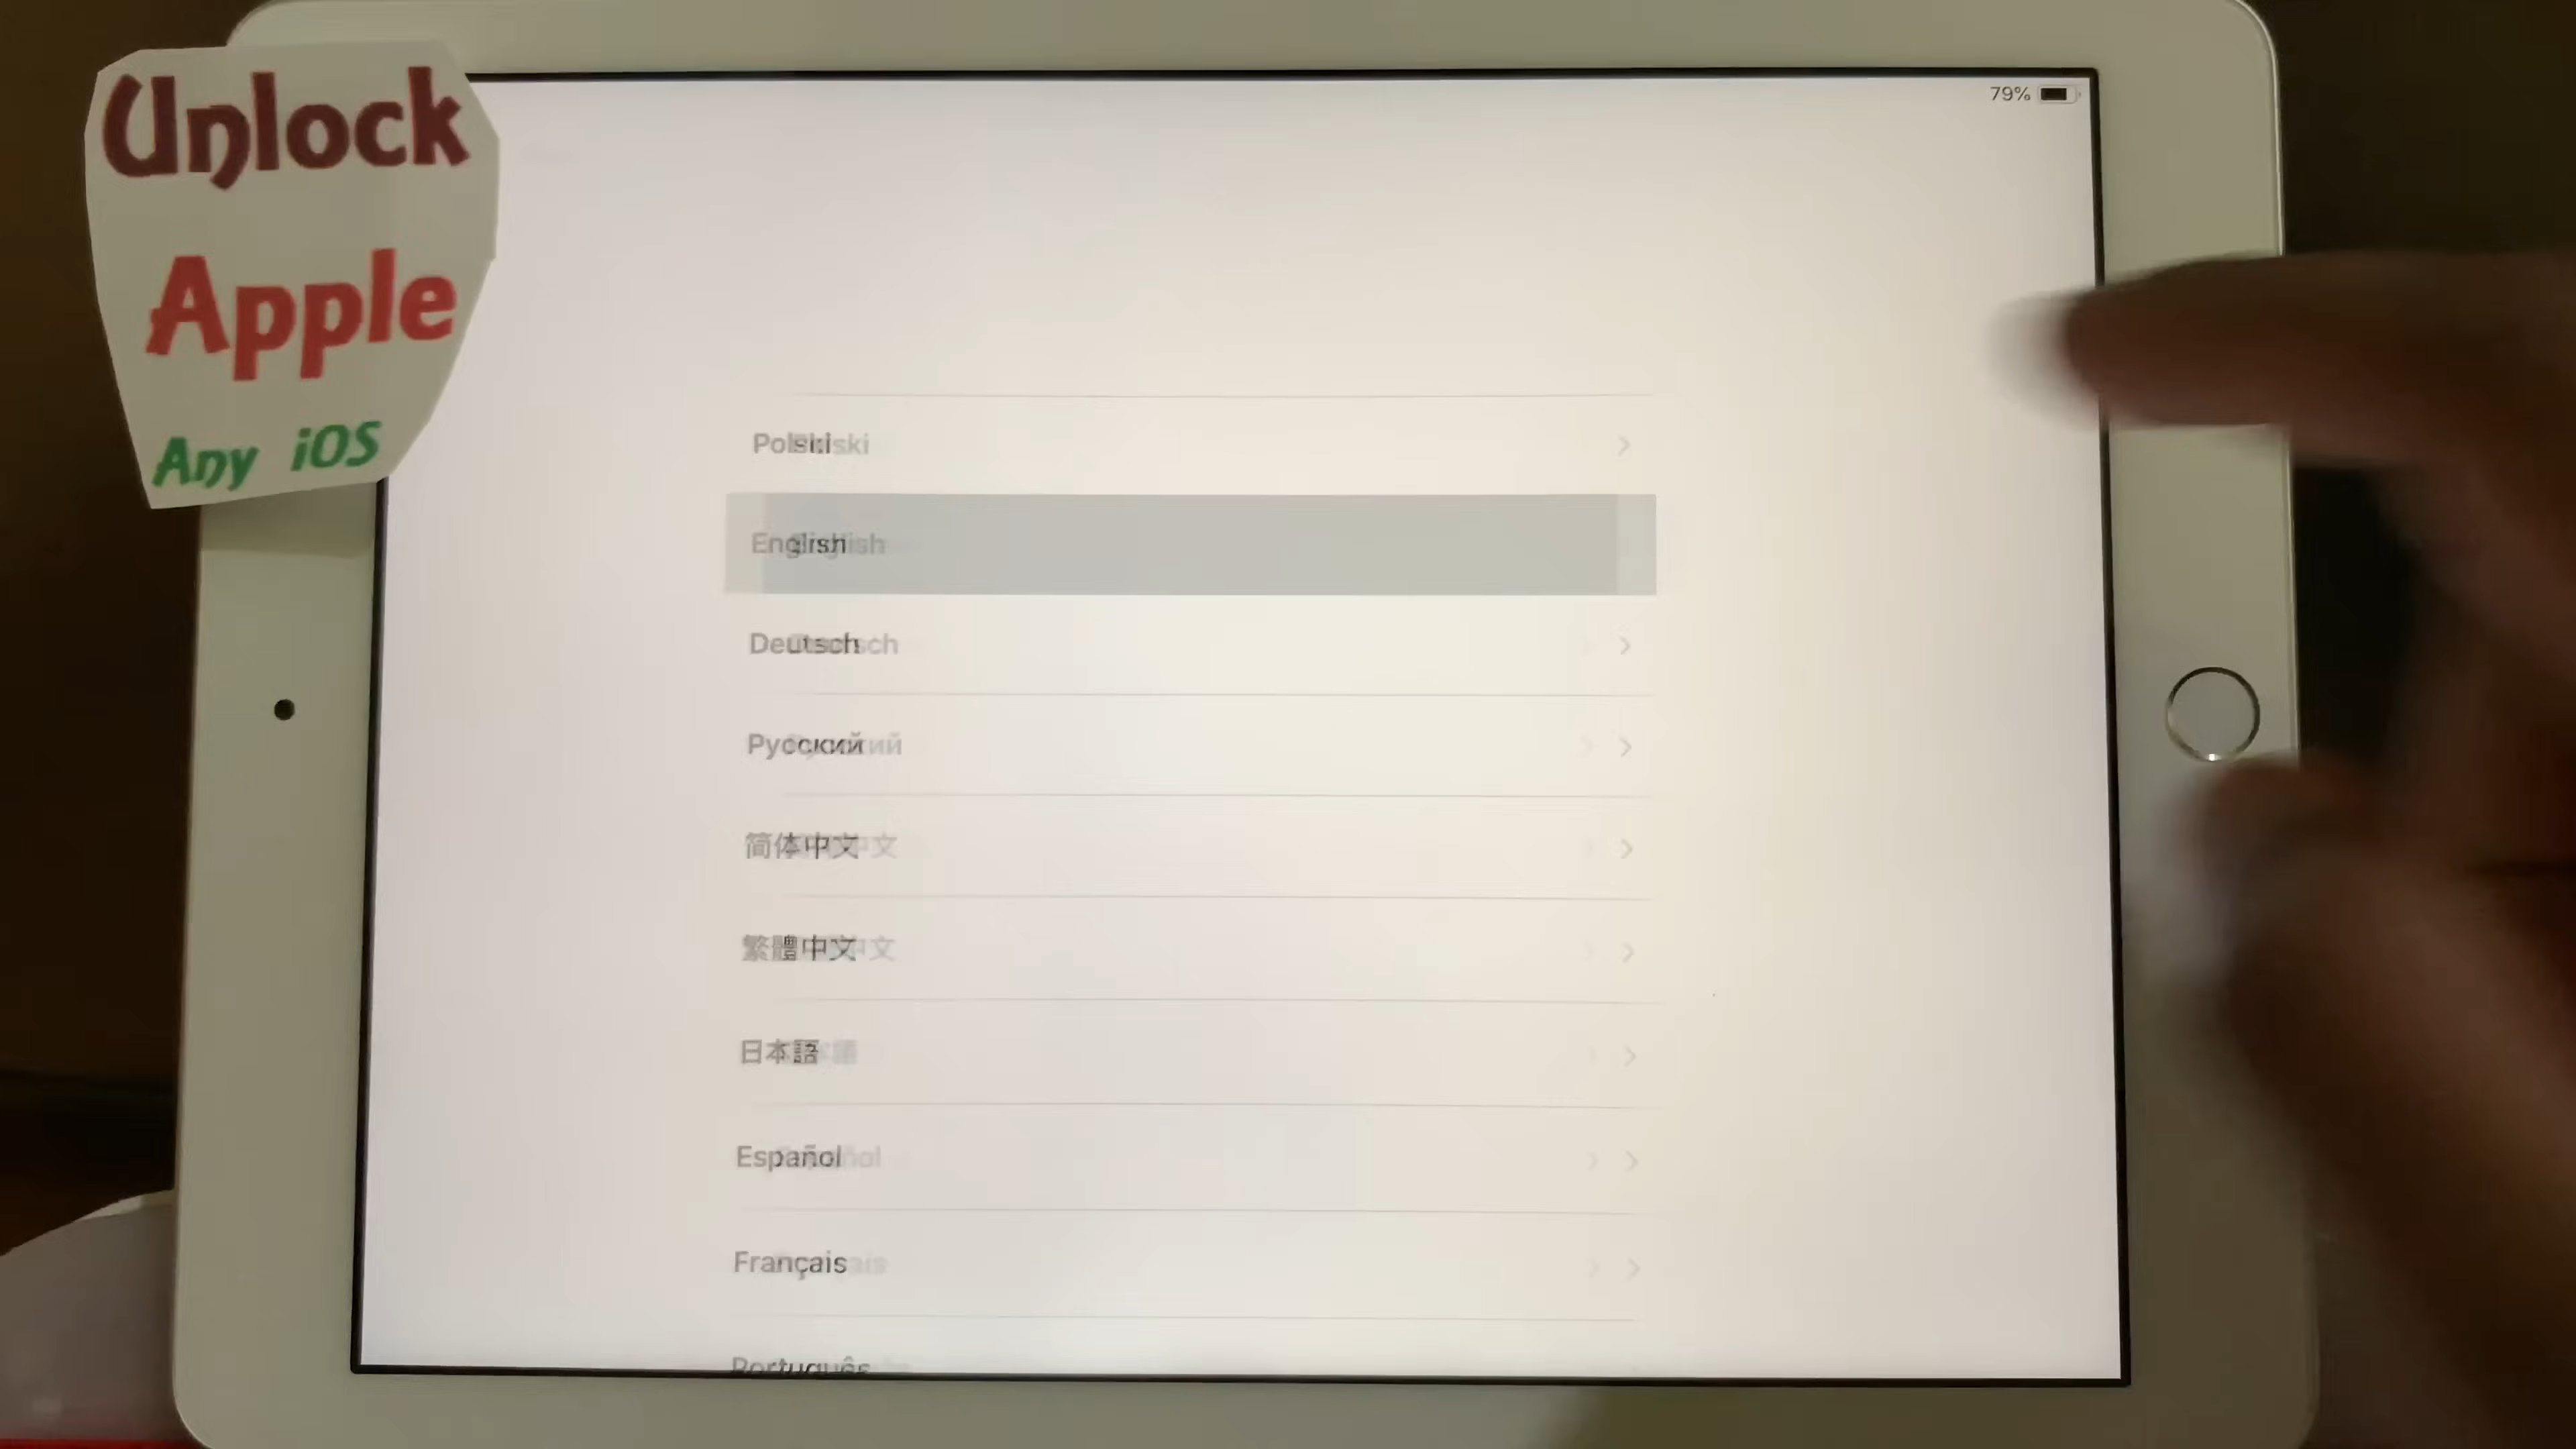 Unlock
Apple
Any iOS
79%
Polski
English
Deutsch
Русский
简体中文
繁體中文
日本語
Español
Français
Português